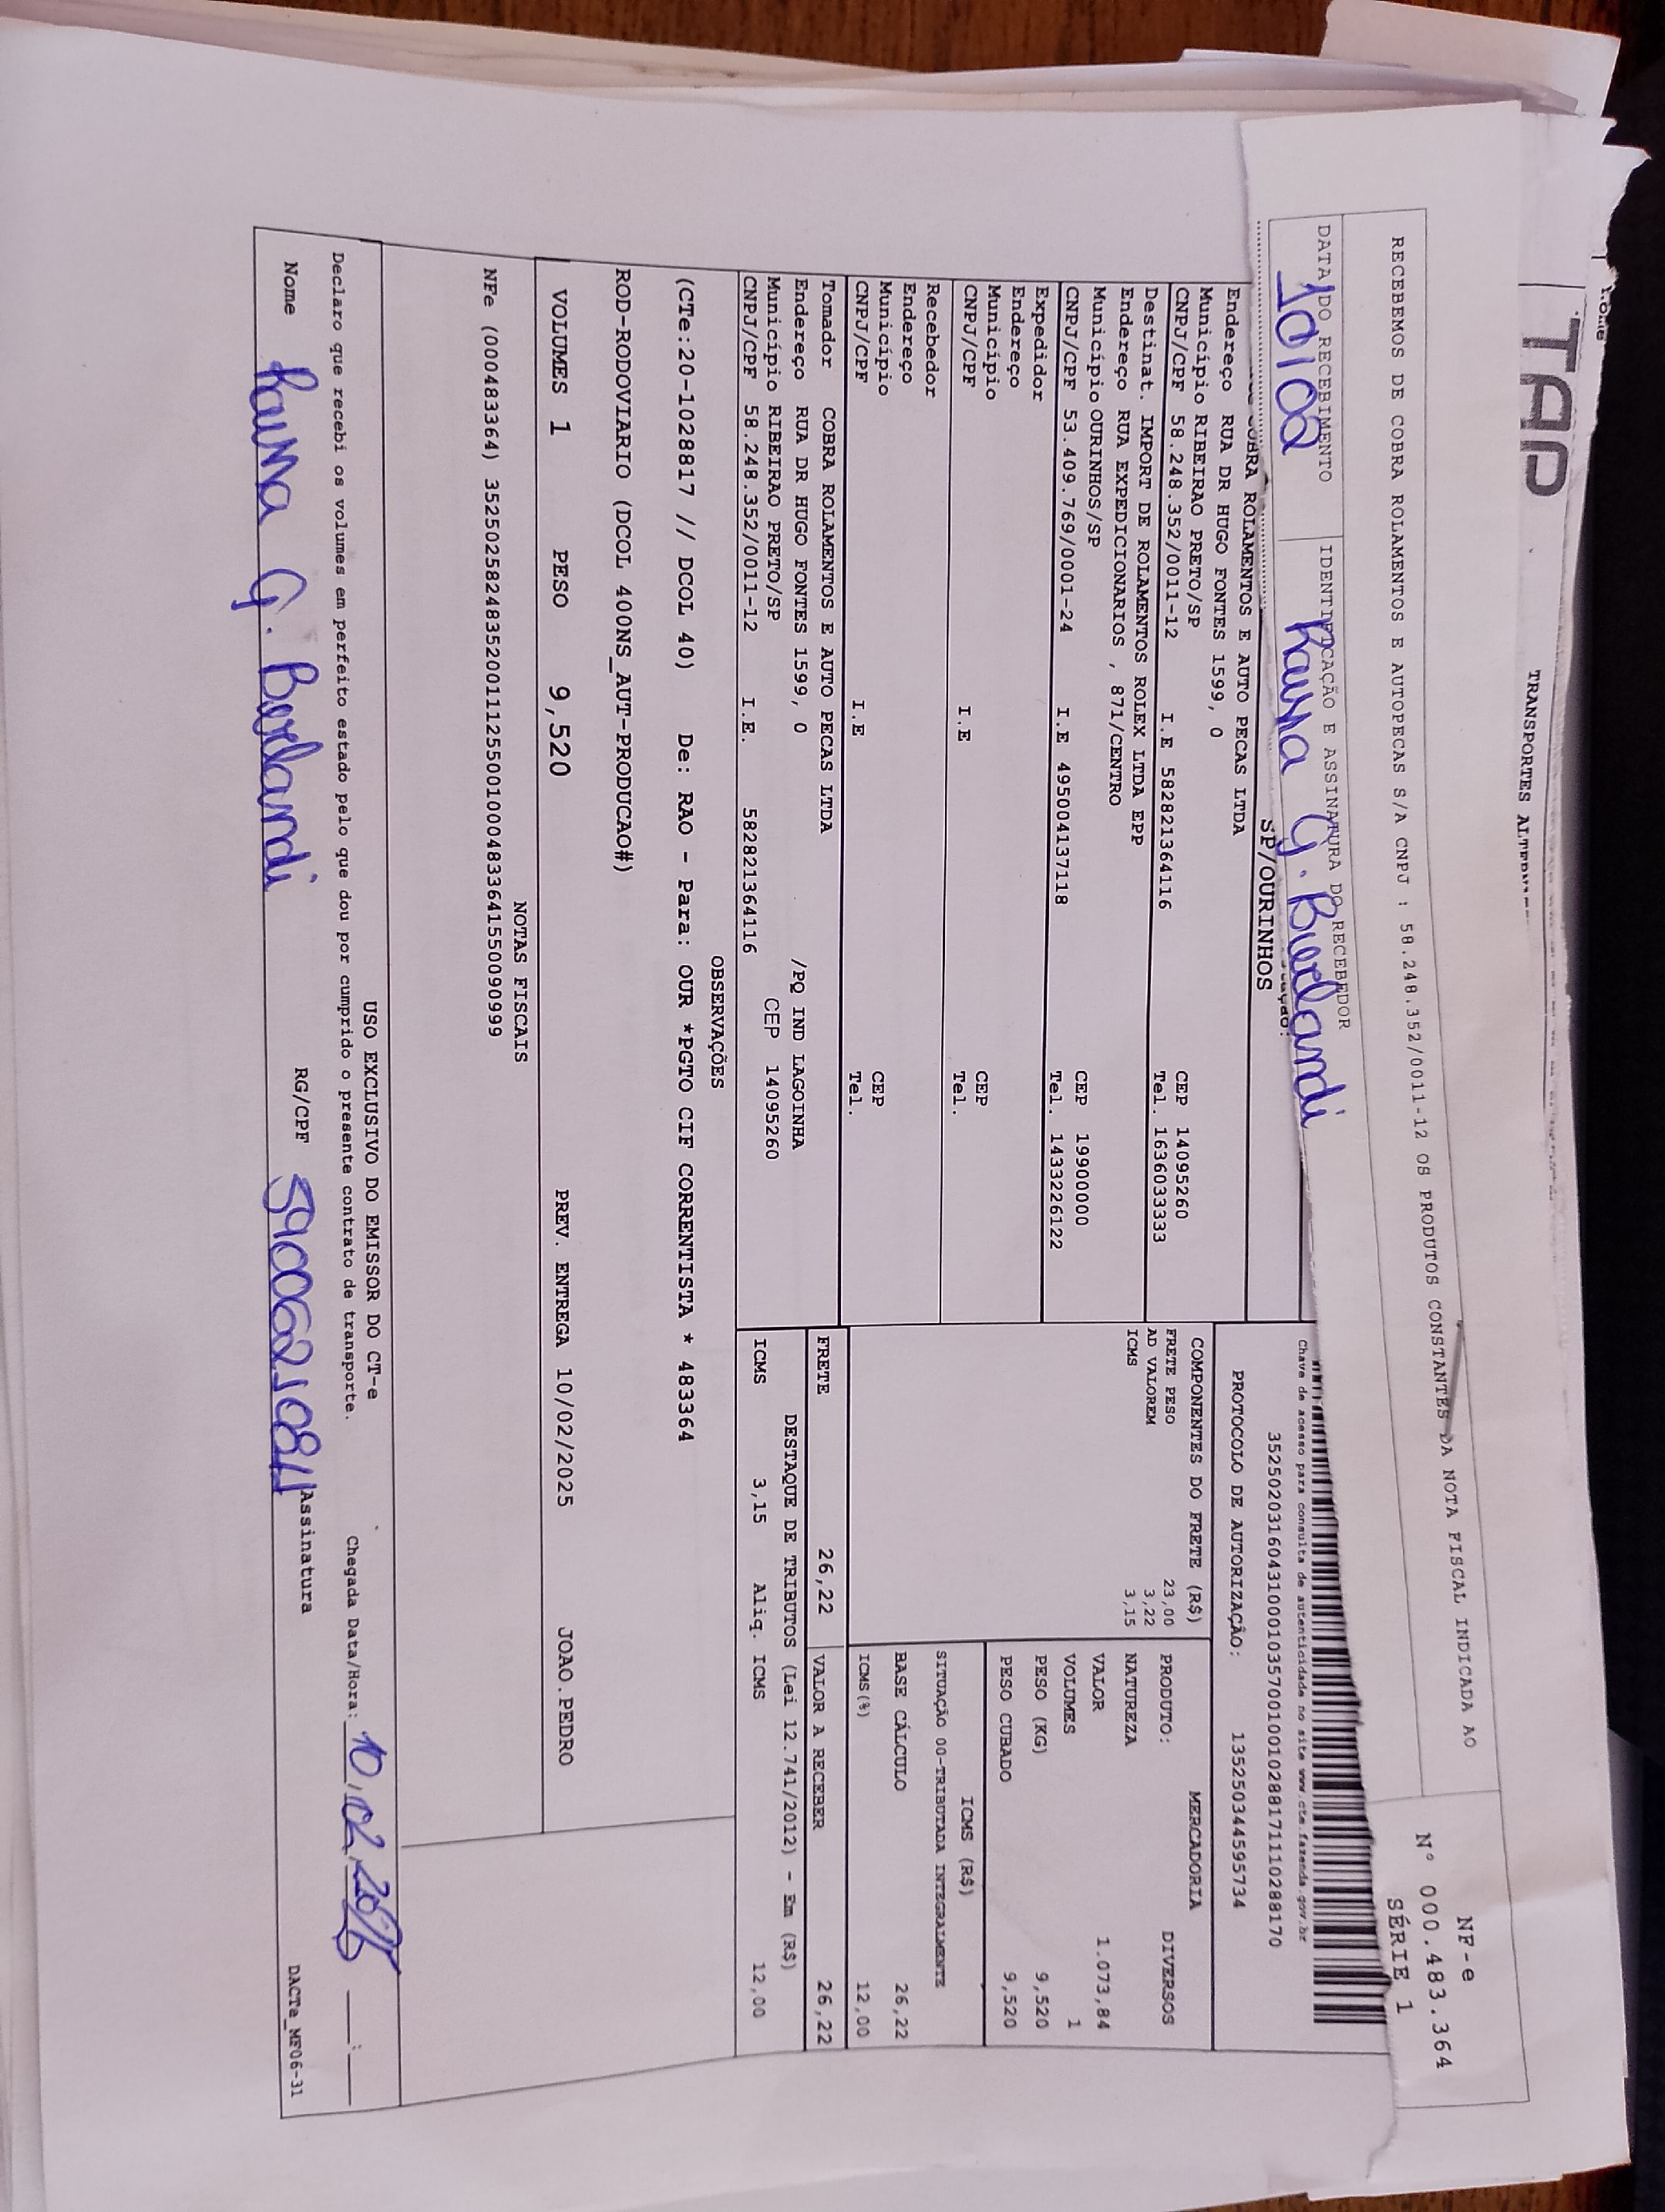 TAP
TRANSPORTES
RECEBEMOS DE COBRA ROLAMENTOS E AUTOPECAS S/A CNPJ : 58.248.352/0011-12 OS PRODUTOS CONSTANTES DA NOTA FISCAL INDICADA AO
NF-e
Nº 000.483.364
SÉRIE 1
DATA DO RECEBIMENTO
IDENTIFICAÇÃO E ASSINATURA DO RECEBEDOR
G. Berlandi
SP/OURINHOS
Chave de acesso para consulta de autenticidade no site www.cte.fazenda.gov.br
35250203160431000103570010010288171110288170
PROTOCOLO DE AUTORIZAÇÃO: 135250344595734
COBRA ROLAMENTOS E AUTO PECAS LTDA
Endereço RUA DR HUGO FONTES 1599, 0
Município RIBEIRAO PRETO/SP CEP 14095260
CNPJ/CPF 58.248.352/0011-12 I.E 582821364116 Tel. 1636033333
Destinat. IMPORT DE ROLAMENTOS ROLEX LTDA EPP
Endereço RUA EXPEDICIONARIOS , 871/CENTRO
Município OURINHOS/SP CEP 19900000
CNPJ/CPF 53.409.769/0001-24 I.E 495004137118 Tel. 1433226122
Expedidor
Endereço
Município CEP
CNPJ/CPF I.E Tel.
Recebedor
Endereço
Município CEP
CNPJ/CPF I.E Tel.
Tomador COBRA ROLAMENTOS E AUTO PECAS LTDA
Endereço RUA DR HUGO FONTES 1599, 0 /PQ IND LAGOINHA
Município RIBEIRAO PRETO/SP CEP 14095260
CNPJ/CPF 58.248.352/0011-12 I.E. 582821364116
COMPONENTES DO FRETE (R$)
FRETE PESO 23,00
AD VALOREM 3,22
ICMS 3,15
MERCADORIA
PRODUTO: DIVERSOS
NATUREZA
VALOR 1.073,84
VOLUMES 1
PESO (KG) 9,520
PESO CUBADO 9,520
ICMS (R$)
SITUAÇÃO 00-TRIBUTADA INTEGRALMENTE
BASE CÁLCULO 26,22
ICMS(%) 12,00
FRETE 26,22
VALOR A RECEBER 26,22
DESTAQUE DE TRIBUTOS (Lei 12.741/2012) - Em (R$)
ICMS 3,15 Aliq. ICMS 12,00
OBSERVAÇÕES
(CTe:20-1028817 // DCOL 40) De: RAO - Para: OUR *PGTO CIF CORRENTISTA * 483364
ROD-RODOVIARIO (DCOL 400NS_AUT-PRODUCAO#)
VOLUMES 1 PESO 9,520 PREV. ENTREGA 10/02/2025 JOAO.PEDRO
NOTAS FISCAIS
NFe (000483364) 35250258248352001112550010004833641550090999
USO EXCLUSIVO DO EMISSOR DO CT-e
Declaro que recebi os volumes em perfeito estado pelo que dou por cumprido o presente contrato de transporte. Chegada Data/Hora: 10/02/ __:__
Nome G. Berlandi RG/CPF Assinatura
DACTe_MF06-31